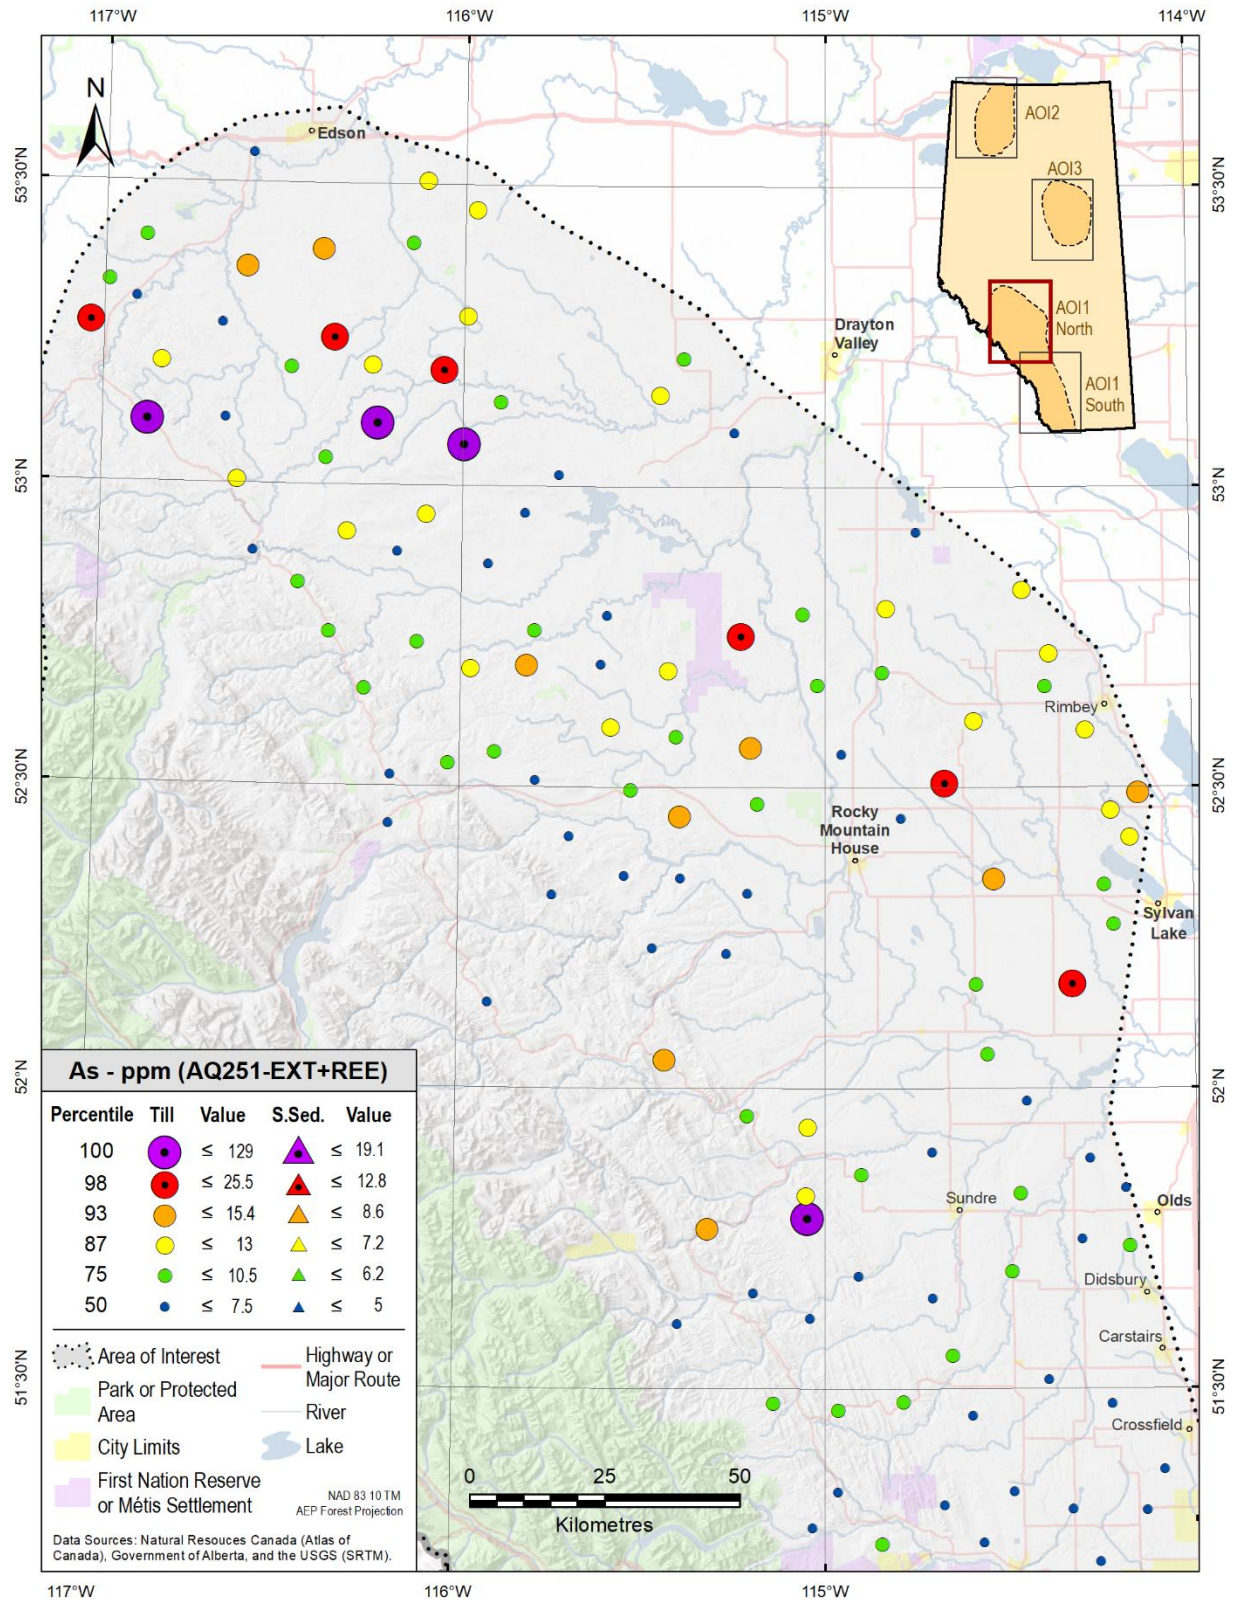 117°W 116°W 115°W 114°W
N
Edson
AOI2
AOI3
AOI1
North
AOI1
South
53°30'N
53°30'N
Drayton
Valley
53°N
53°N
Rimbey
52°30'N
52°30'N
Rocky
Mountain
House
Sylvan
Lake
52°N
As - ppm (AQ251-EXT+REE)
Percentile Till Value S.Sed. Value
100 ≤ 129 ≤ 19.1
98 ≤ 25.5 ≤ 12.8
93 ≤ 15.4 ≤ 8.6
87 ≤ 13 ≤ 7.2
75 ≤ 10.5 ≤ 6.2
50 ≤ 7.5 ≤ 5
Area of Interest
Park or Protected
Area
City Limits
First Nation Reserve
or Métis Settlement
Highway or
Major Route
River
Lake
NAD 83 10 TM
AEP Forest Projection
Data Sources: Natural Resouces Canada (Atlas of
Canada), Government of Alberta, and the USGS (SRTM).
52°N
Sundre
Olds
Didsbury
Carstairs
51°30'N
51°30'N
Crossfield
0 25 50
Kilometres
117°W 116°W 115°W